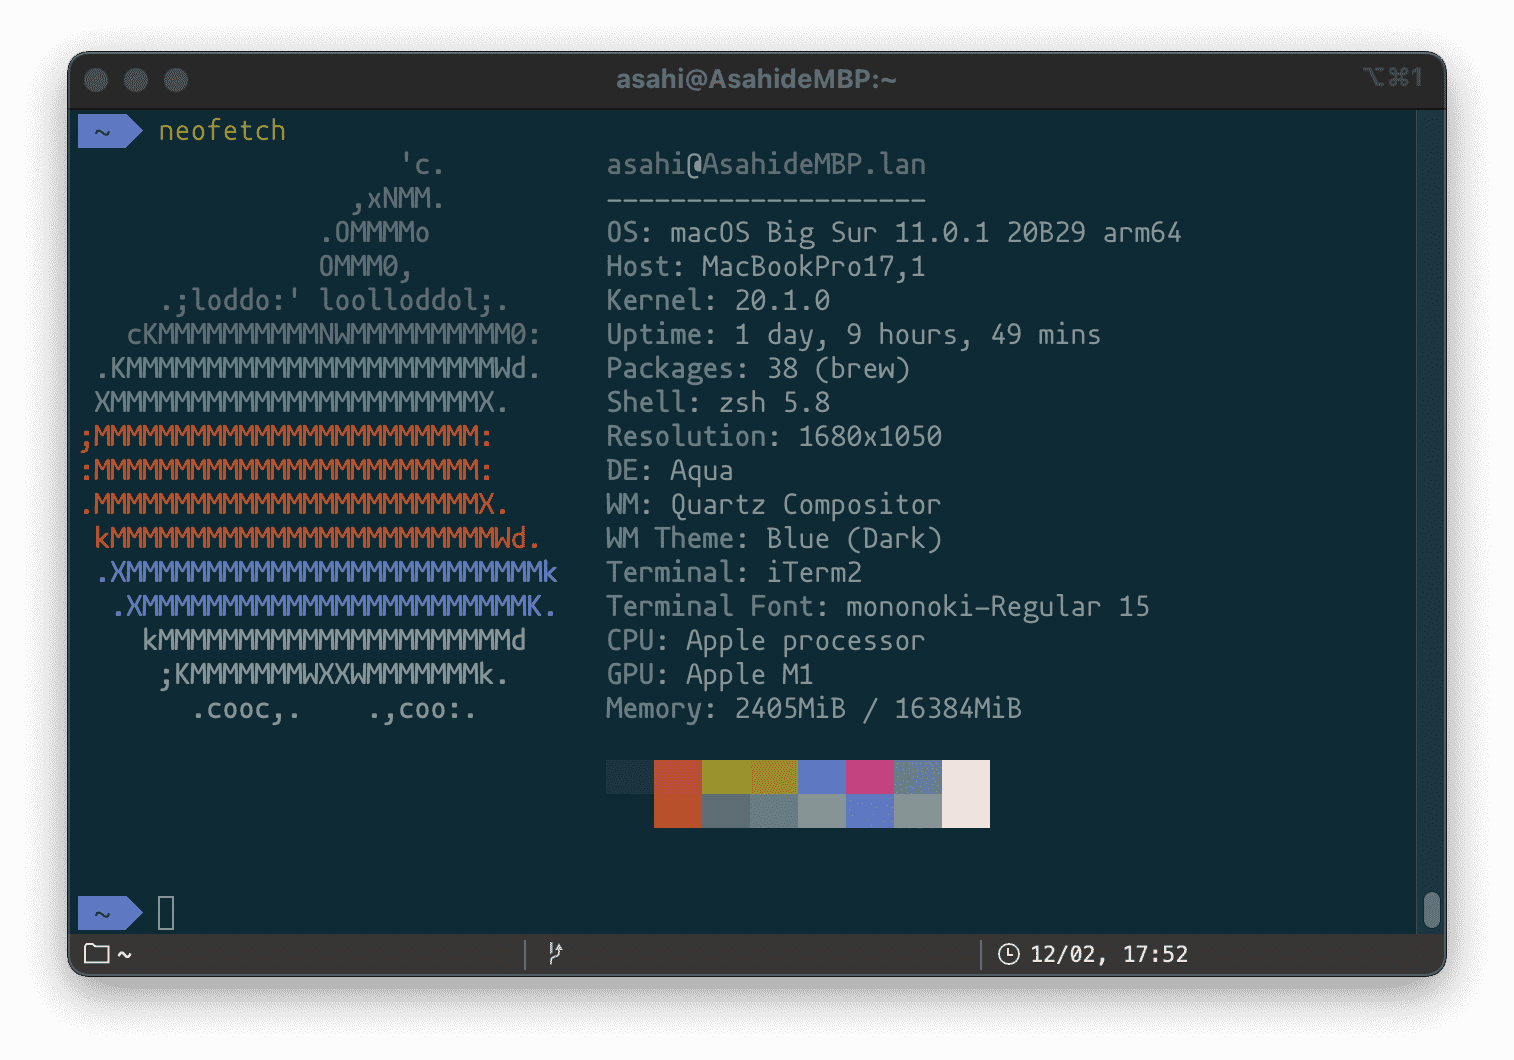 asahi@AsahideMBP:~ ⌥⌘1
~ neofetch
'c. asahi@AsahideMBP.lan
,xNMM. --------------------
.OMMMMo OS: macOS Big Sur 11.0.1 20B29 arm64
OMMM0, Host: MacBookPro17,1
.;loddo:' loolloddol;. Kernel: 20.1.0
cKMMMMMMMMMMNWMMMMMMMMMM0: Uptime: 1 day, 9 hours, 49 mins
.KMMMMMMMMMMMMMMMMMMMMMMMWd. Packages: 38 (brew)
XMMMMMMMMMMMMMMMMMMMMMMMX. Shell: zsh 5.8
;MMMMMMMMMMMMMMMMMMMMMMMM: Resolution: 1680x1050
:MMMMMMMMMMMMMMMMMMMMMMMM: DE: Aqua
.MMMMMMMMMMMMMMMMMMMMMMMMX. WM: Quartz Compositor
kMMMMMMMMMMMMMMMMMMMMMMMMWd. WM Theme: Blue (Dark)
.XMMMMMMMMMMMMMMMMMMMMMMMMMMk Terminal: iTerm2
.XMMMMMMMMMMMMMMMMMMMMMMMMK. Terminal Font: mononoki-Regular 15
kMMMMMMMMMMMMMMMMMMMMMMd CPU: Apple processor
;KMMMMMMMWXXWMMMMMMMk. GPU: Apple M1
.cooc,. .,coo:. Memory: 2405MiB / 16384MiB
~
~ 12/02, 17:52